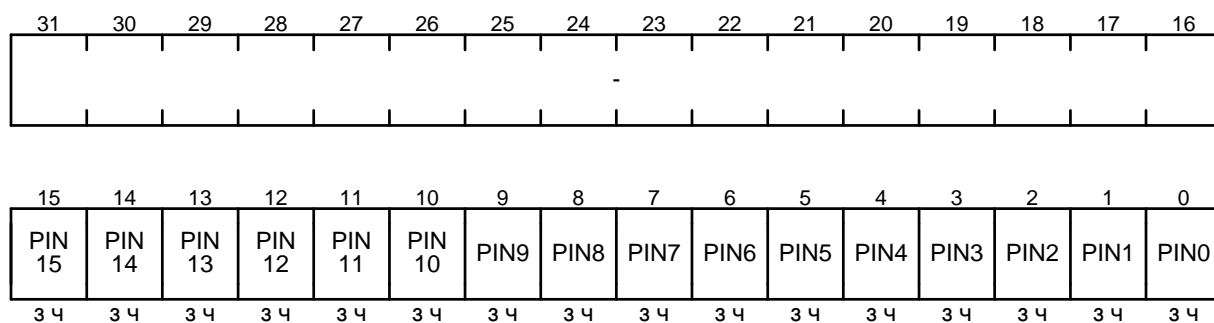 31 30 29 28 27 26 25 24 23 22 21 20 19 18 17 16
-
15 14 13 12 11 10 9 8 7 6 5 4 3 2 1 0
PIN PIN PIN PIN PIN PIN PIN9 PIN8 PIN7 PIN6 PIN5 PIN4 PIN3 PIN2 PIN1 PIN0
15 14 13 12 11 10
з ч з ч з ч з ч з ч з ч з ч з ч з ч з ч з ч з ч з ч з ч з ч з ч